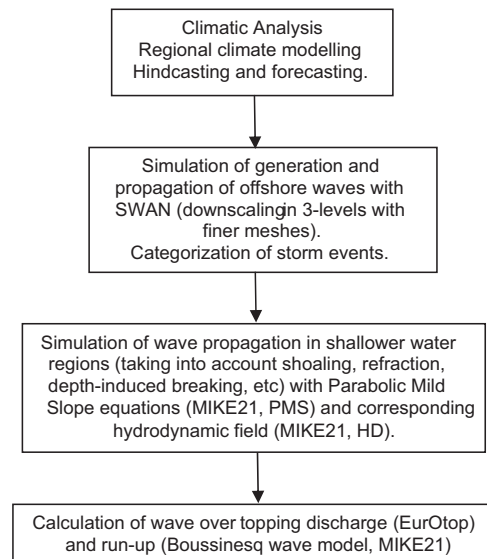 Climatic Analysis
Regional climate modelling
Hindcasting and forecasting.
Simulation of generation and
propagation of offshore waves with
SWAN (downscaling in 3-levels with
finer meshes).
Categorization of storm events.
Simulation of wave propagation in shallower water
regions (taking into account shoaling, refraction,
depth-induced breaking, etc) with Parabolic Mild
Slope equations (MIKE21, PMS) and corresponding
hydrodynamic field (MIKE21, HD).
Calculation of wave over topping discharge (EurOtop)
and run-up (Boussinesq wave model, MIKE21)